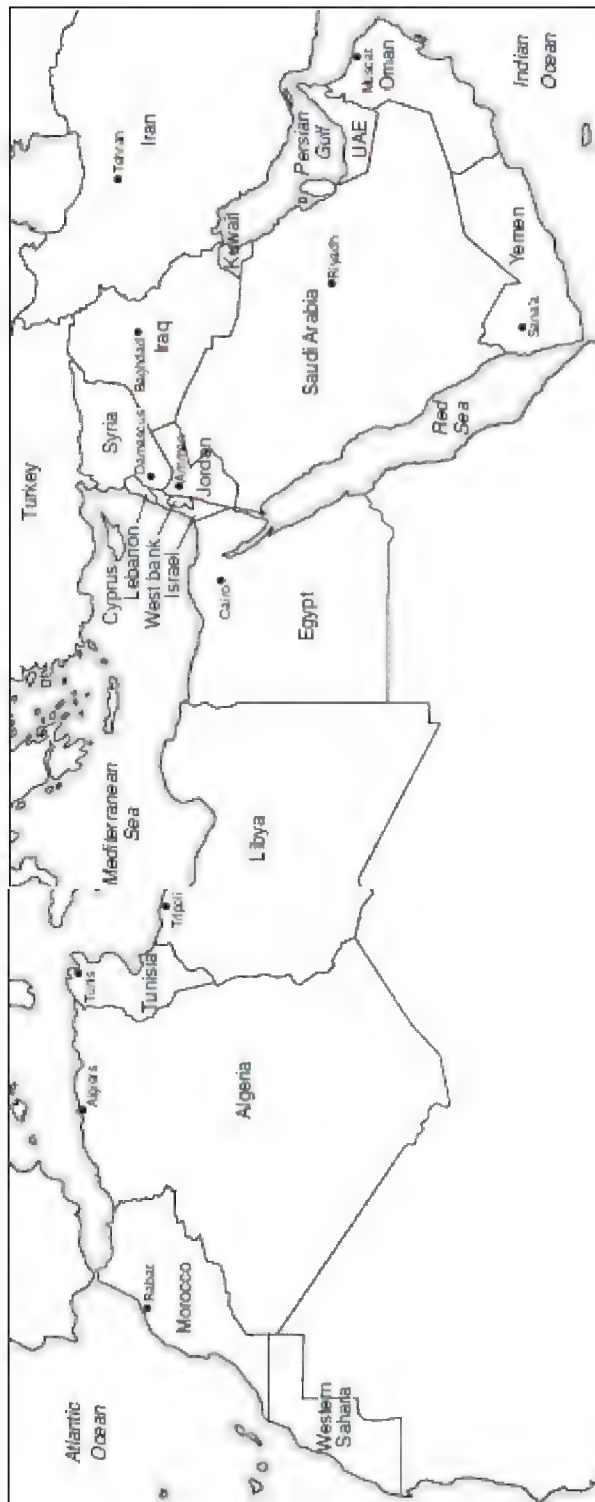 Atlantic
Ocean
Rabat
Morocco
Western
Sahara
Algiers
Algeria
Tunis
Tunisia
Tripoli
Libya
Mediterranean
Sea
Turkey
Cyprus
Lebanon
West bank
Israel
Cairo
Egypt
Syria
Damascus
Amman
Jordan
Baghdad
Iraq
Tehran
Iran
Kuwait
Persian
Gulf
Riyadh
Saudi Arabia
Red
Sea
UAE
Muscat
Oman
Sana'a
Yemen
Indian
Ocean